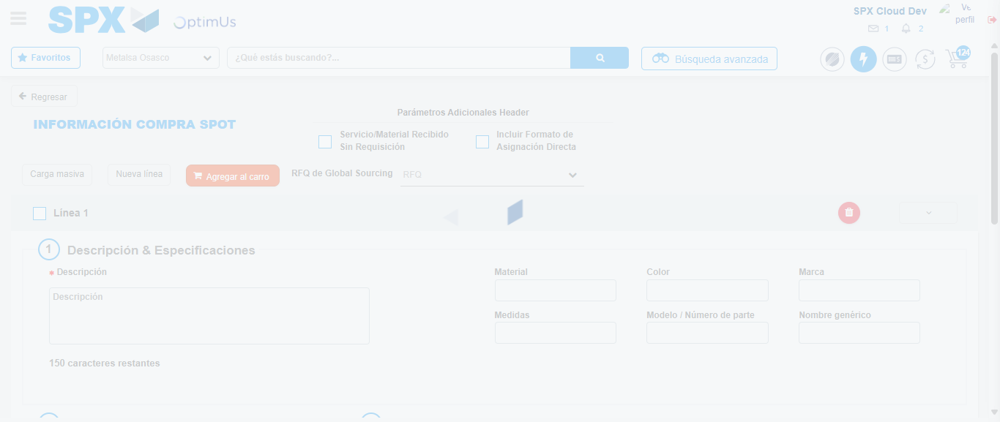 SPX
OptimUs
SPX Cloud Dev
Ve
perfil
1
2
Favoritos
Metalsa Osasco
¿Qué estás buscando?...
Búsqueda avanzada
124
Regresar
INFORMACIÓN COMPRA SPOT
Parámetros Adicionales Header
Servicio/Material Recibido
Sin Requisición
Incluir Formato de
Asignación Directa
Carga masiva
Nueva línea
Agregar al carro
RFQ de Global Sourcing
RFQ
Linea 1
1
Descripción & Especificaciones
* Descripción
Material
Color
Marca
Descripción
Medidas
Modelo / Número de parte
Nombre genérico
150 caracteres restantes